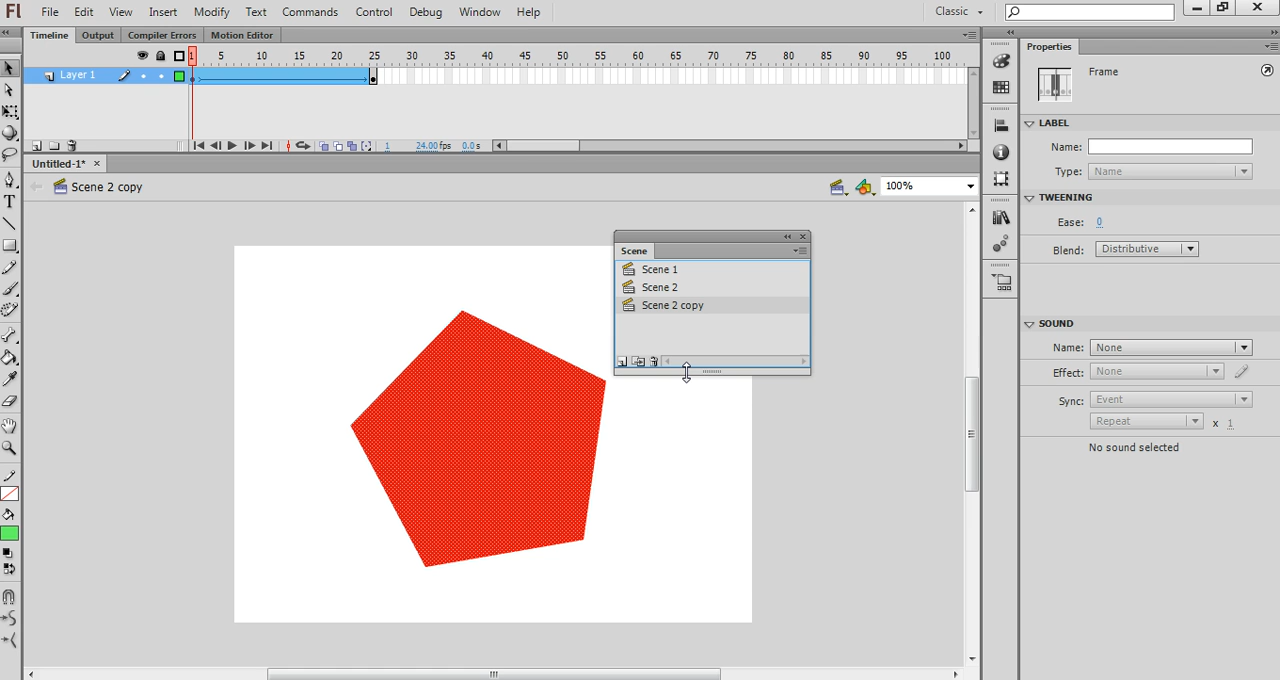 Fl File Edit View Insert Modify Text Commands Control Debug Window Help Classic
Timeline Output Compiler Errors Motion Editor
1 5 10 15 20 25 30 35 40 45 50 55 60 65 70 75 80 85 90 95 100
Layer 1
1 24.00 fps 0.0 s
Untitled-1* ×
Scene 2 copy 100%
Scene
Scene 1
Scene 2
Scene 2 copy
Properties
Frame
LABEL
Name:
Type: Name
TWEENING
Ease: 0
Blend: Distributive
SOUND
Name: None
Effect: None
Sync: Event
Repeat x 1
No sound selected